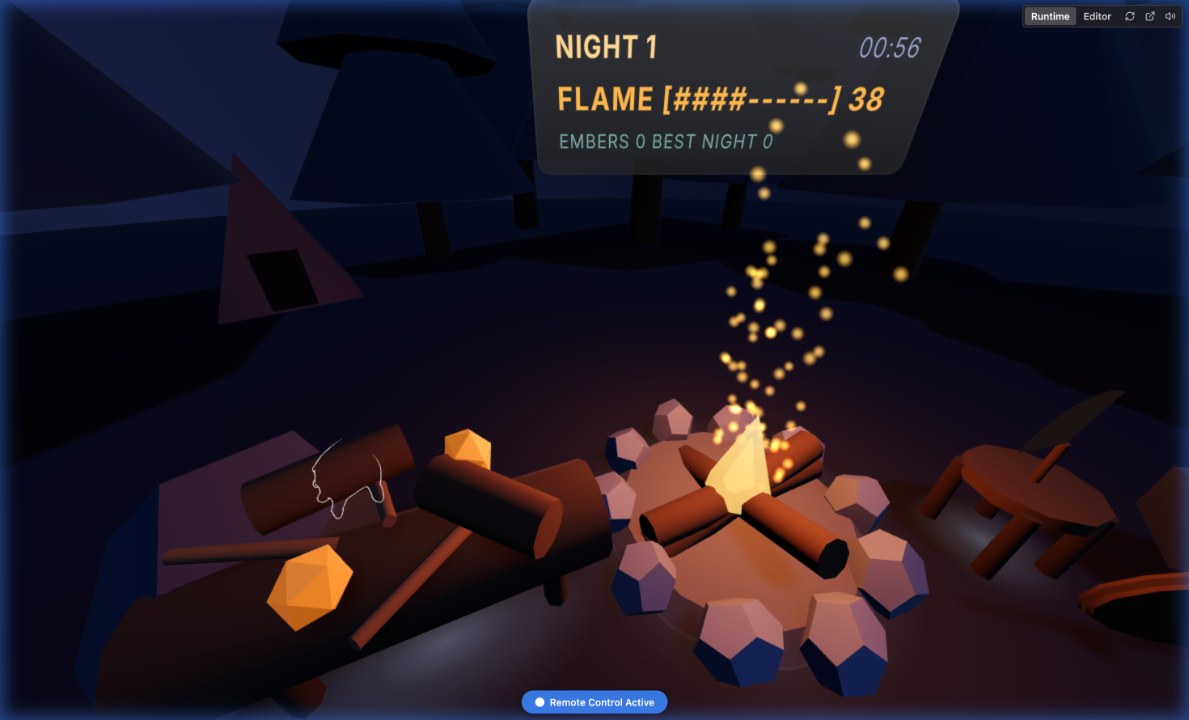 Runtime Editor
NIGHT 1 00:56
FLAME [####------] 38
EMBERS 0 BEST NIGHT 0
Remote Control Active